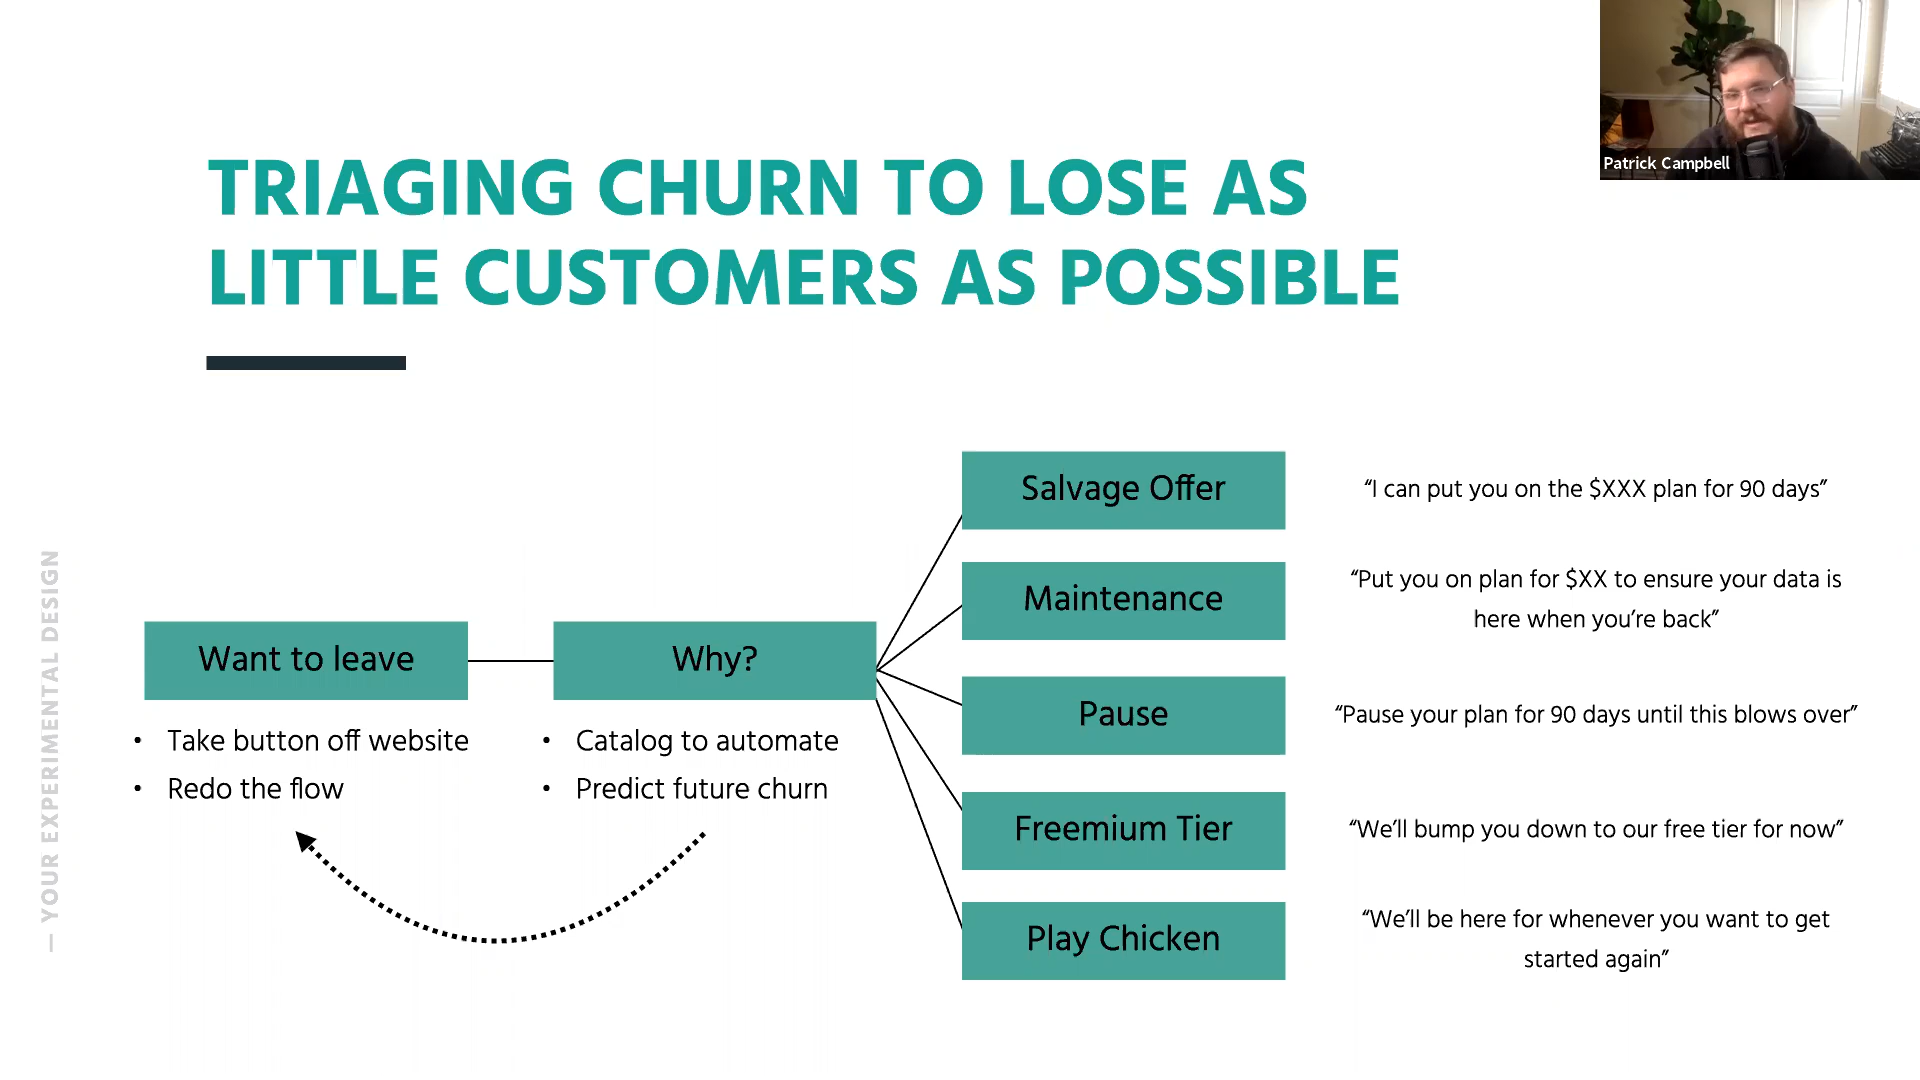 Patrick Campbell
TRIAGING CHURN TO LOSE AS
LITTLE CUSTOMERS AS POSSIBLE
— YOUR EXPERIMENTAL DESIGN
Want to leave
• Take button off website
• Redo the flow
Why?
• Catalog to automate
• Predict future churn
Salvage Offer
“I can put you on the $XXX plan for 90 days”
Maintenance
“Put you on plan for $XX to ensure your data is
here when you’re back”
Pause
“Pause your plan for 90 days until this blows over”
Freemium Tier
“We’ll bump you down to our free tier for now”
Play Chicken
“We’ll be here for whenever you want to get
started again”